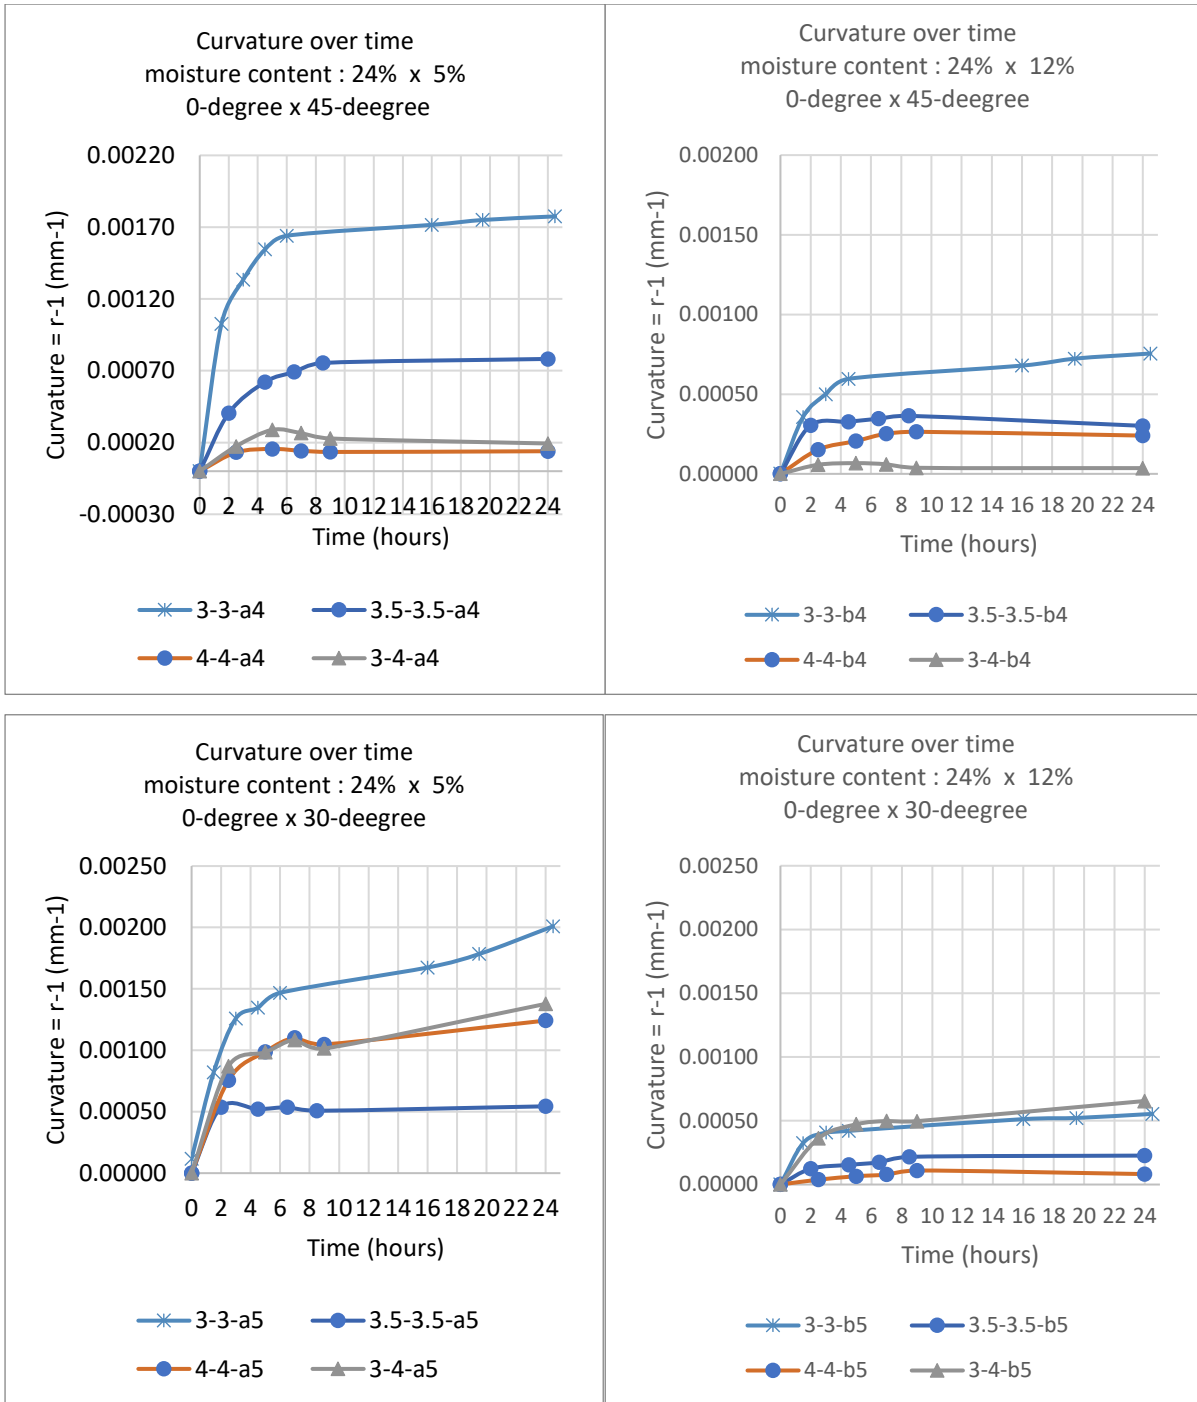 Curvature over time
moisture content : 24%  x  5%
0-degree x 45-deegree
0.00220
0.00170
0.00120
0.00070
0.00020
-0.00030
Curvature = r-1 (mm-1)
0 2 4 6 8 10 12 14 16 18 20 22 24
Time (hours)
3-3-a4 3.5-3.5-a4
4-4-a4 3-4-a4
Curvature over time
moisture content : 24%  x  12%
0-degree x 45-deegree
0.00200
0.00150
0.00100
0.00050
0.00000
Curvature = r-1 (mm-1)
0 2 4 6 8 10 12 14 16 18 20 22 24
Time (hours)
3-3-b4 3.5-3.5-b4
4-4-b4 3-4-b4
Curvature over time
moisture content : 24%  x  5%
0-degree x 30-deegree
0.00250
0.00200
0.00150
0.00100
0.00050
0.00000
Curvature = r-1 (mm-1)
0 2 4 6 8 10 12 14 16 18 20 22 24
Time (hours)
3-3-a5 3.5-3.5-a5
4-4-a5 3-4-a5
Curvature over time
moisture content : 24%  x  12%
0-degree x 30-deegree
0.00250
0.00200
0.00150
0.00100
0.00050
0.00000
Curvature = r-1 (mm-1)
0 2 4 6 8 10 12 14 16 18 20 22 24
Time (hours)
3-3-b5 3.5-3.5-b5
4-4-b5 3-4-b5